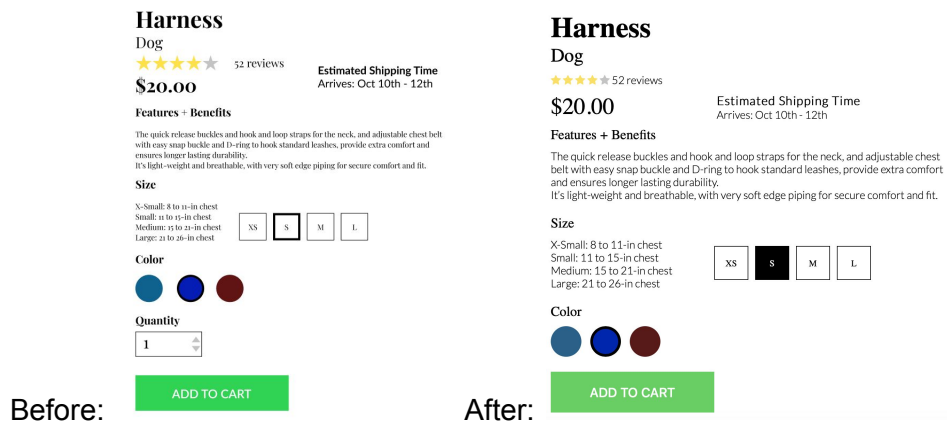 Harness
Dog
52 reviews
$20.00
Estimated Shipping Time
Arrives: Oct 10th - 12th
Features + Benefits
The quick release buckles and hook and loop straps for the neck, and adjustable chest belt
with easy snap buckle and D-ring to hook standard leashes, provide extra comfort and
ensures longer lasting durability.
It's light-weight and breathable, with very soft edge piping for secure comfort and fit.
Size
X-Small: 8 to 11-in chest
Small: 11 to 15-in chest
Medium: 15 to 21-in chest
Large: 21 to 26-in chest
XS S M L
Color
Quantity
1
ADD TO CART
Before:
Harness
Dog
52 reviews
$20.00
Estimated Shipping Time
Arrives: Oct 10th - 12th
Features + Benefits
The quick release buckles and hook and loop straps for the neck, and adjustable chest
belt with easy snap buckle and D-ring to hook standard leashes, provide extra comfort
and ensures longer lasting durability.
It's light-weight and breathable, with very soft edge piping for secure comfort and fit.
Size
X-Small: 8 to 11-in chest
Small: 11 to 15-in chest
Medium: 15 to 21-in chest
Large: 21 to 26-in chest
XS S M L
Color
ADD TO CART
After: